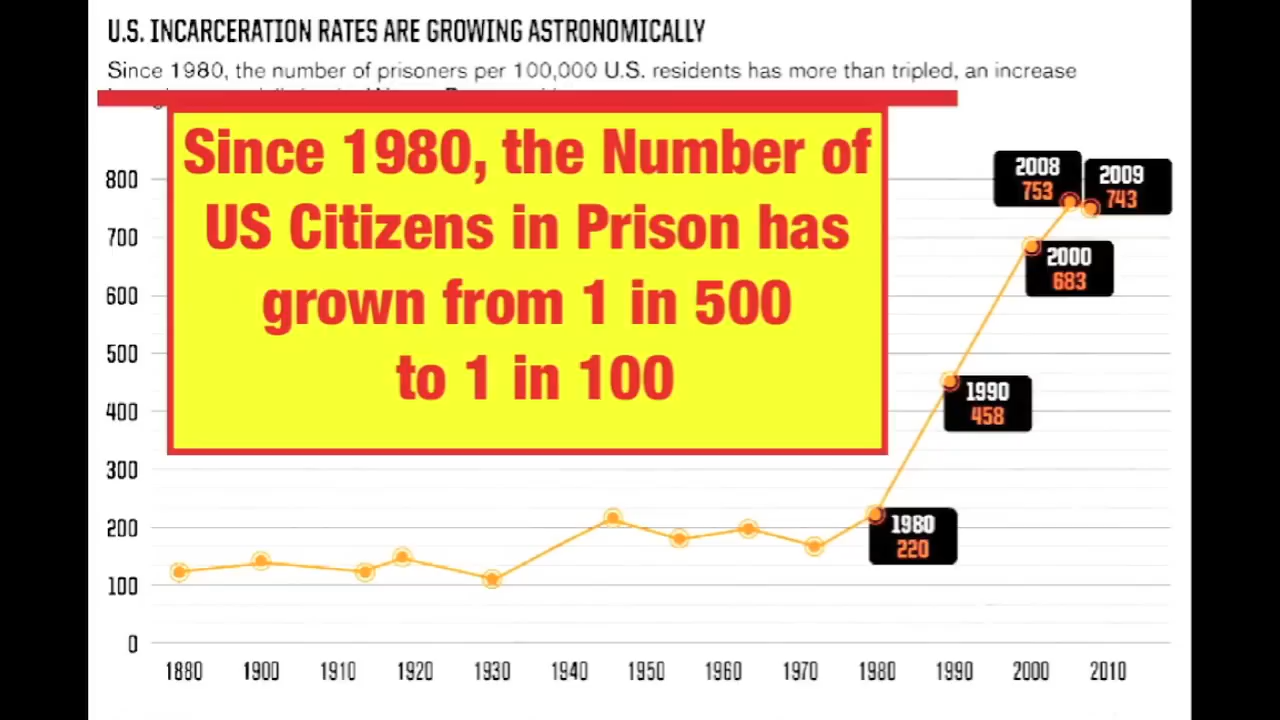 U.S. INCARCERATION RATES ARE GROWING ASTRONOMICALLY
Since 1980, the number of prisoners per 100,000 U.S. residents has more than tripled, an increase
Since 1980, the Number of
US Citizens in Prison has
grown from 1 in 500
to 1 in 100
800
700
600
500
400
300
200
100
0
2008
753
2009
743
2000
683
1990
458
1980
220
1880 1900 1910 1920 1930 1940 1950 1960 1970 1980 1990 2000 2010